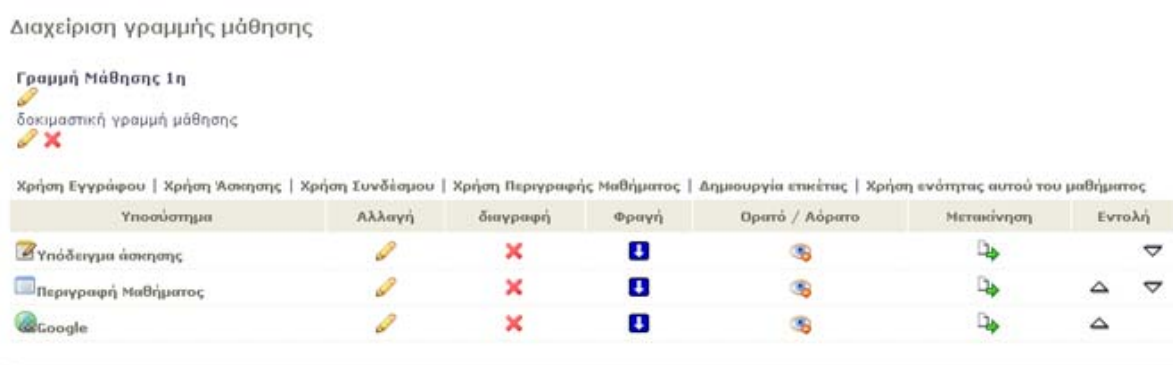 Διαχείριση γραμμής μάθησης
Γραμμή Μάθησης 1η
δοκιμαστική γραμμή μάθησης
Χρήση Εγγράφου | Χρήση Άσκησης | Χρήση Συνδέσμου | Χρήση Περιγραφής Μαθήματος | Δημιουργία ετικέτας | Χρήση ενότητας αυτού του μαθήματος
Υποσύστημα Αλλαγή διαγραφή Φραγή Ορατό / Αόρατο Μετακίνηση Εντολή
Υπόδειγμα άσκησης
Περιγραφή Μαθήματος
Google